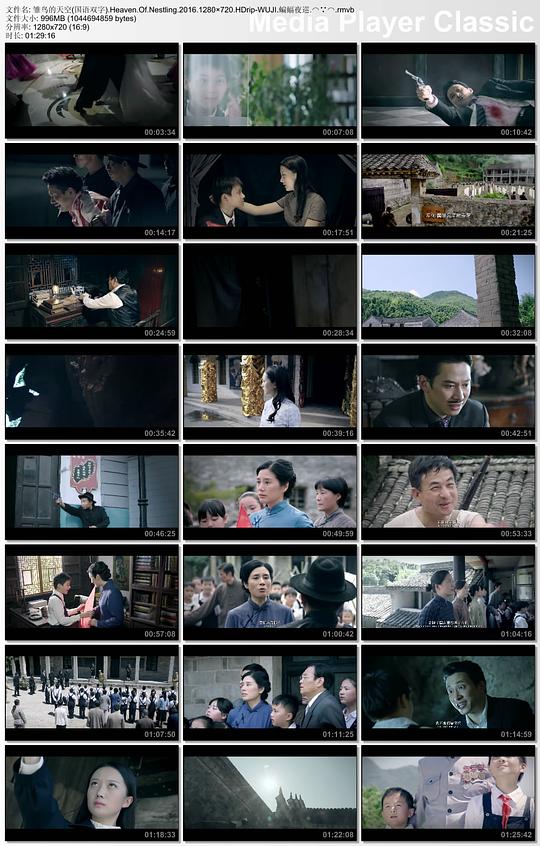 Media Player Classic
文件名: 雏鸟的天空(国语双字).Heaven.Of.Nestling.2016.1280×720.HDrip-WUJI.蝙蝠夜巡.⌒∵⌒.rmvb
文件大小: 996MB (1044694859 bytes)
分辨率: 1280x720 (16:9)
时长: 01:29:16
00:03:34 00:07:08 00:10:42
00:14:17 00:17:51 00:21:25
00:24:59 00:28:34 00:32:08
00:35:42 00:39:16 00:42:51
00:46:25 00:49:59 00:53:33
00:57:08 01:00:42 01:04:16
01:07:50 01:11:25 01:14:59
01:18:33 01:22:08 01:25:42